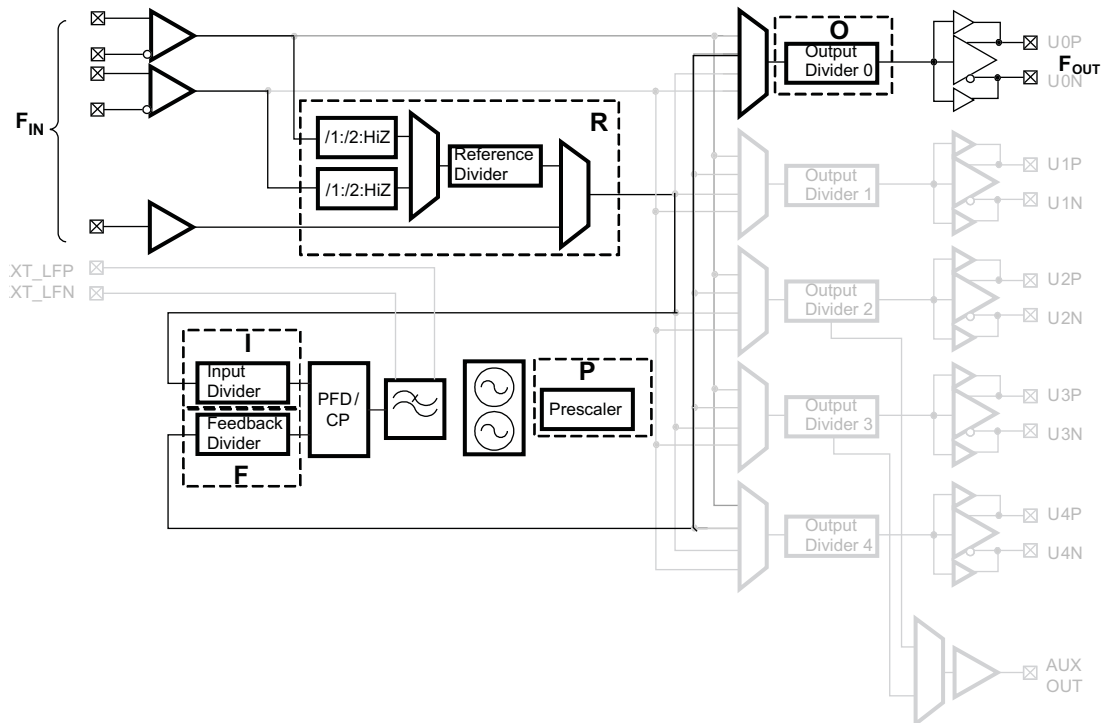 O
Output
Divider 0
U0P
FOUT
U0N
FIN
R
/1:/2:HiZ
Reference
Divider
/1:/2:HiZ
Output
Divider 1
U1P
U1N
XT_LFP
XT_LFN
Output
Divider 2
U2P
U2N
I
Input
Divider
PFD/
CP
P
Prescaler
Feedback
Divider
F
Output
Divider 3
U3P
U3N
Output
Divider 4
U4P
U4N
AUX
OUT